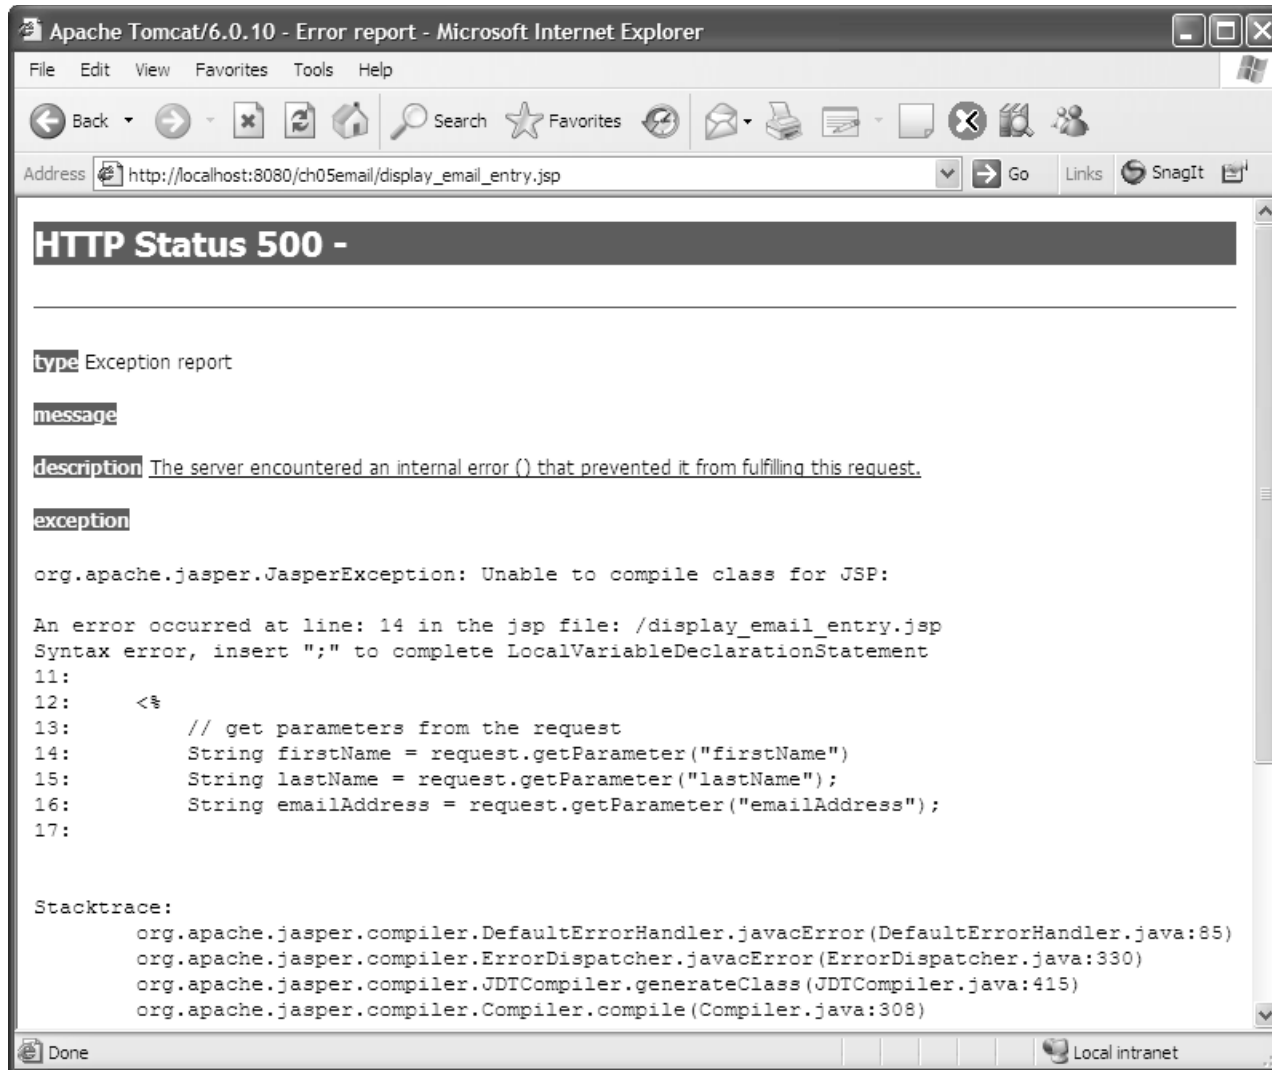 Apache Tomcat/6.0.10 - Error report - Microsoft Internet Explorer
File Edit View Favorites Tools Help
Back Search Favorites
Address http://localhost:8080/ch05email/display_email_entry.jsp Go Links SnagIt
HTTP Status 500 -
type Exception report
message
description The server encountered an internal error () that prevented it from fulfilling this request.
exception
org.apache.jasper.JasperException: Unable to compile class for JSP:
An error occurred at line: 14 in the jsp file: /display_email_entry.jsp
Syntax error, insert ";" to complete LocalVariableDeclarationStatement
11:
12: <%
13: // get parameters from the request
14: String firstName = request.getParameter("firstName")
15: String lastName = request.getParameter("lastName");
16: String emailAddress = request.getParameter("emailAddress");
17:
Stacktrace:
org.apache.jasper.compiler.DefaultErrorHandler.javacError(DefaultErrorHandler.java:85)
org.apache.jasper.compiler.ErrorDispatcher.javacError(ErrorDispatcher.java:330)
org.apache.jasper.compiler.JDTCompiler.generateClass(JDTCompiler.java:415)
org.apache.jasper.compiler.Compiler.compile(Compiler.java:308)
Done Local intranet